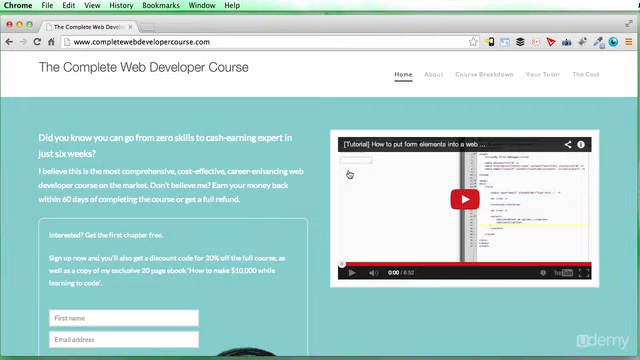 Chrome File Edit View History Bookmarks Window Help
The Complete Web Develope
www.completewebdevelopercourse.com
The Complete Web Developer Course
Home About Course Breakdown Your Tutor The Cost
Did you know you can go from zero skills to cash-earning expert in
just six weeks?
I believe this is the most comprehensive, cost-effective, career-enhancing web
developer course on the market. Don't believe me? Earn your money back
within 60 days of completing the course or get a full refund.
Interested? Get the first chapter free.
Sign up now and you'll also get a discount code for 20% off the full course, as
well as a copy of my exclusive 20 page ebook 'How to make $10,000 while
learning to code'.
First name
Email address
[Tutorial] How to put form elements into a web ...
0:00 / 6:52
YouTube
udemy